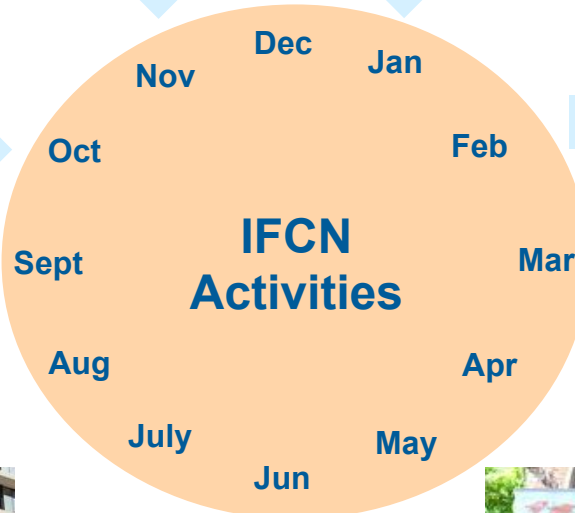 Dec
Jan
Nov
Feb
Oct
IFCN
Activities
Mar
Sept
Aug
Apr
July
May
Jun